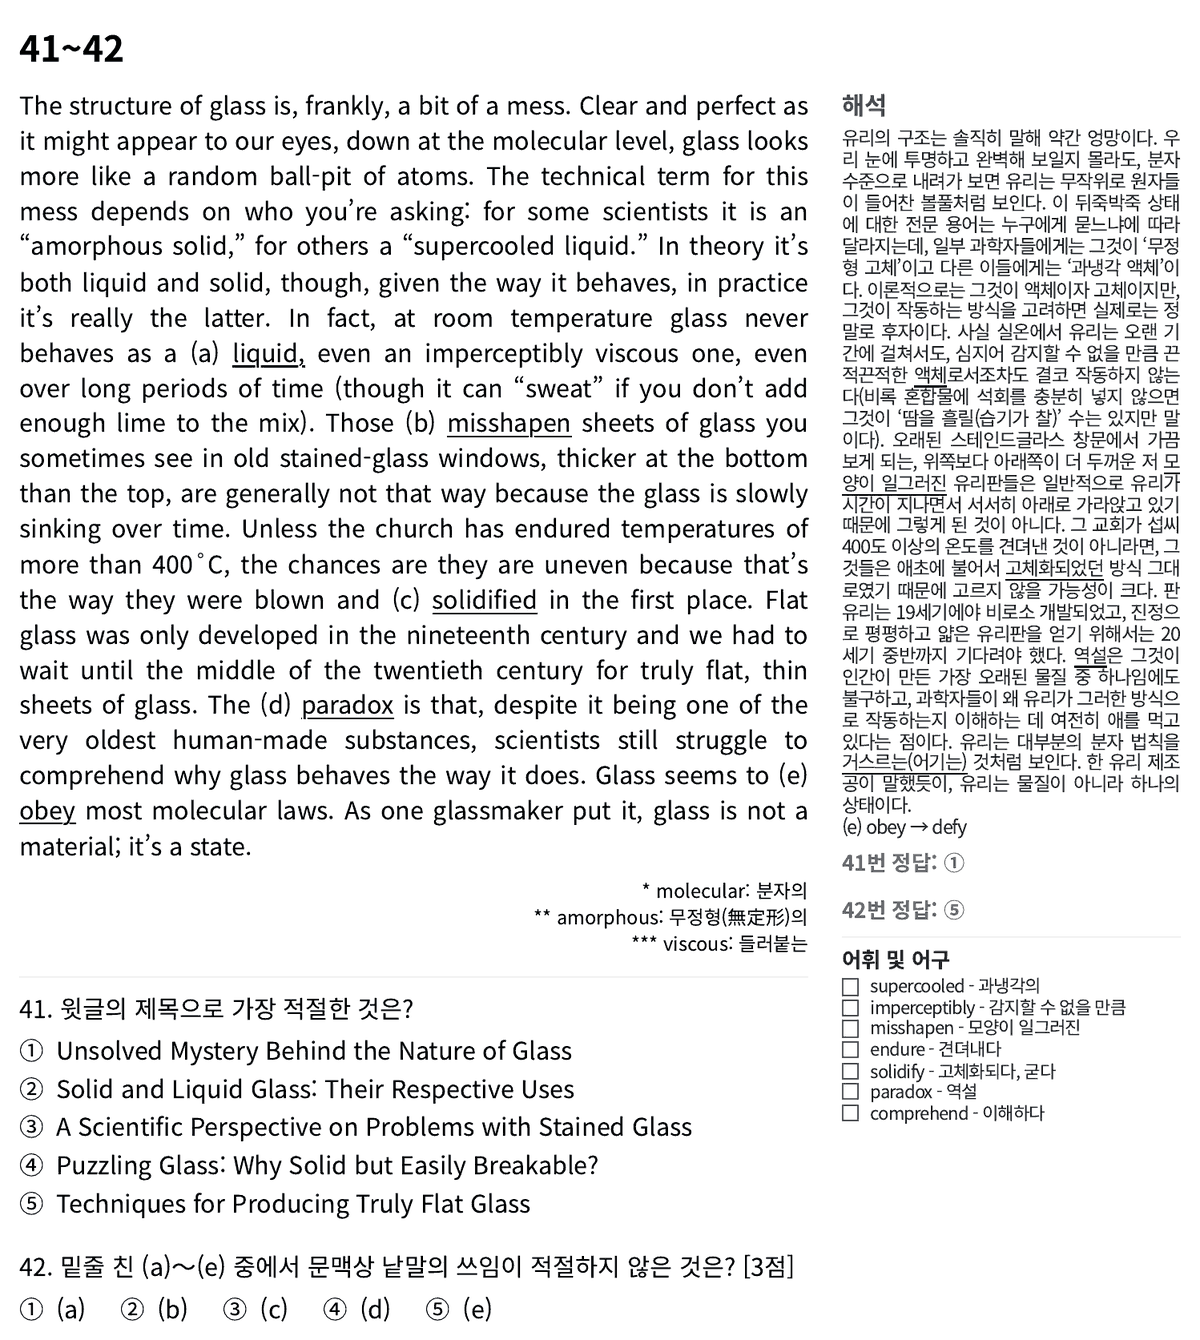 41~42
The structure of glass is, frankly, a bit of a mess. Clear and perfect as
it might appear to our eyes, down at the molecular level, glass looks
more like a random ball-pit of atoms. The technical term for this
mess depends on who you’re asking: for some scientists it is an
“amorphous solid,” for others a “supercooled liquid.” In theory it’s
both liquid and solid, though, given the way it behaves, in practice
it’s really the latter. In fact, at room temperature glass never
behaves as a (a) liquid, even an imperceptibly viscous one, even
over long periods of time (though it can “sweat” if you don’t add
enough lime to the mix). Those (b) misshapen sheets of glass you
sometimes see in old stained-glass windows, thicker at the bottom
than the top, are generally not that way because the glass is slowly
sinking over time. Unless the church has endured temperatures of
more than 400˚C, the chances are they are uneven because that’s
the way they were blown and (c) solidified in the first place. Flat
glass was only developed in the nineteenth century and we had to
wait until the middle of the twentieth century for truly flat, thin
sheets of glass. The (d) paradox is that, despite it being one of the
very oldest human-made substances, scientists still struggle to
comprehend why glass behaves the way it does. Glass seems to (e)
obey most molecular laws. As one glassmaker put it, glass is not a
material; it’s a state.
* molecular: 분자의
** amorphous: 무정형(無定形)의
*** viscous: 들러붙는
41. 윗글의 제목으로 가장 적절한 것은?
① Unsolved Mystery Behind the Nature of Glass
② Solid and Liquid Glass: Their Respective Uses
③ A Scientific Perspective on Problems with Stained Glass
④ Puzzling Glass: Why Solid but Easily Breakable?
⑤ Techniques for Producing Truly Flat Glass
42. 밑줄 친 (a)～(e) 중에서 문맥상 낱말의 쓰임이 적절하지 않은 것은? [3점]
① (a) ② (b) ③ (c) ④ (d) ⑤ (e)
해석
유리의 구조는 솔직히 말해 약간 엉망이다. 우
리 눈에 투명하고 완벽해 보일지 몰라도, 분자
수준으로 내려가 보면 유리는 무작위로 원자들
이 들어찬 볼풀처럼 보인다. 이 뒤죽박죽 상태
에 대한 전문 용어는 누구에게 묻느냐에 따라
달라지는데, 일부 과학자들에게는 그것이 ‘무정
형 고체’이고 다른 이들에게는 ‘과냉각 액체’이
다. 이론적으로는 그것이 액체이자 고체이지만,
그것이 작동하는 방식을 고려하면 실제로는 정
말로 후자이다. 사실 실온에서 유리는 오랜 기
간에 걸쳐서도, 심지어 감지할 수 없을 만큼 끈
적끈적한 액체로서조차도 결코 작동하지 않는
다(비록 혼합물에 석회를 충분히 넣지 않으면
그것이 ‘땀을 흘릴(습기가 찰)’ 수는 있지만 말
이다). 오래된 스테인드글라스 창문에서 가끔
보게 되는, 위쪽보다 아래쪽이 더 두꺼운 저 모
양이 일그러진 유리판들은 일반적으로 유리가
시간이 지나면서 서서히 아래로 가라앉고 있기
때문에 그렇게 된 것이 아니다. 그 교회가 섭씨
400도 이상의 온도를 견뎌낸 것이 아니라면, 그
것들은 애초에 불어서 고체화되었던 방식 그대
로였기 때문에 고르지 않을 가능성이 크다. 판
유리는 19세기에야 비로소 개발되었고, 진정으
로 평평하고 얇은 유리판을 얻기 위해서는 20
세기 중반까지 기다려야 했다. 역설은 그것이
인간이 만든 가장 오래된 물질 중 하나임에도
불구하고, 과학자들이 왜 유리가 그러한 방식으
로 작동하는지 이해하는 데 여전히 애를 먹고
있다는 점이다. 유리는 대부분의 분자 법칙을
거스르는(어기는) 것처럼 보인다. 한 유리 제조
공이 말했듯이, 유리는 물질이 아니라 하나의
상태이다.
(e) obey → defy
41번 정답: ①
42번 정답: ⑤
어휘 및 어구
□ supercooled - 과냉각의
□ imperceptibly - 감지할 수 없을 만큼
□ misshapen - 모양이 일그러진
□ endure - 견뎌내다
□ solidify - 고체화되다, 굳다
□ paradox - 역설
□ comprehend - 이해하다